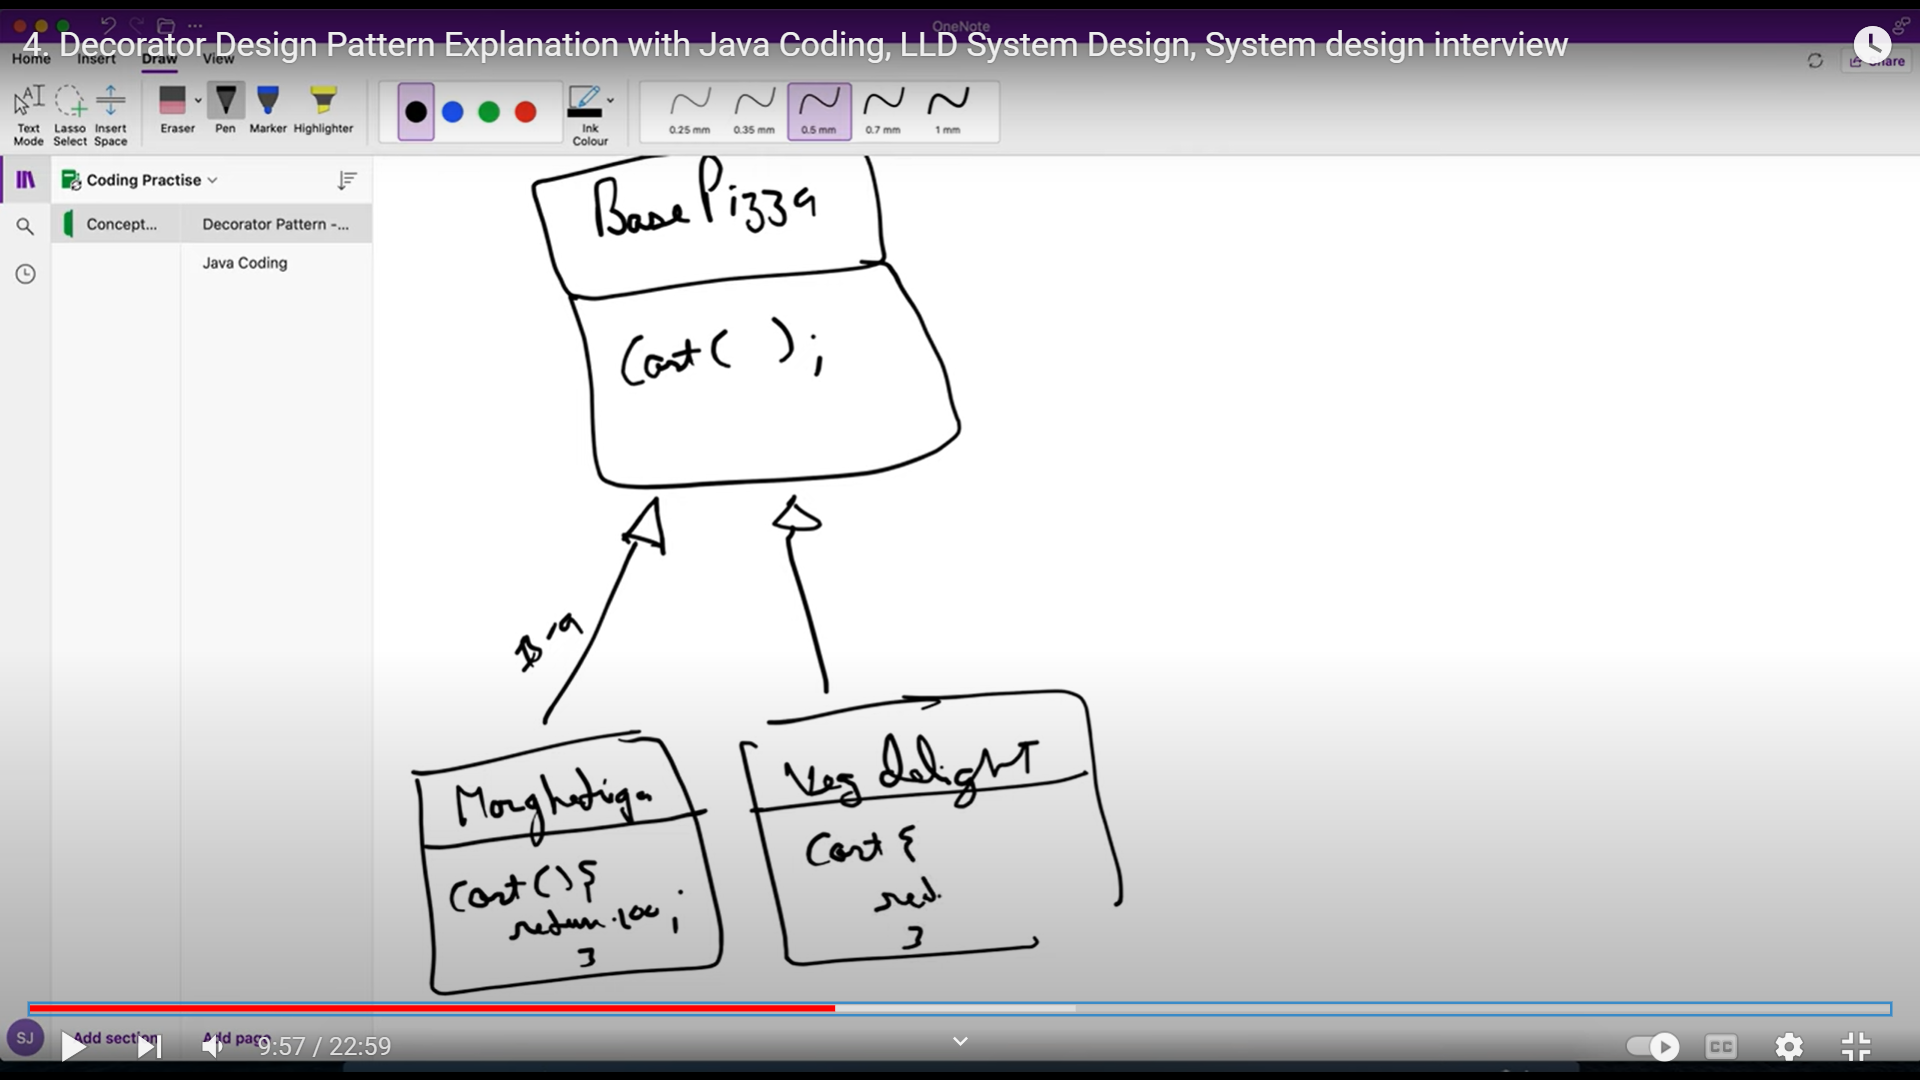 OneNote
4. Decorator Design Pattern Explanation with Java Coding, LLD System Design, System design interview
Home Insert Draw View
Share
Text Mode
Lasso Select
Insert Space
Eraser
Pen
Marker
Highlighter
Ink Colour
0.25 mm
0.35 mm
0.5 mm
0.7 mm
1 mm
Coding Practise
Concept...
Decorator Pattern -...
Java Coding
Base Pizza
Cost( );
is-a
Veg delight
Cost () {
return 100;
}
Cost {
ret.
}
SJ
Add section
Add page
9:57 / 22:59
CC